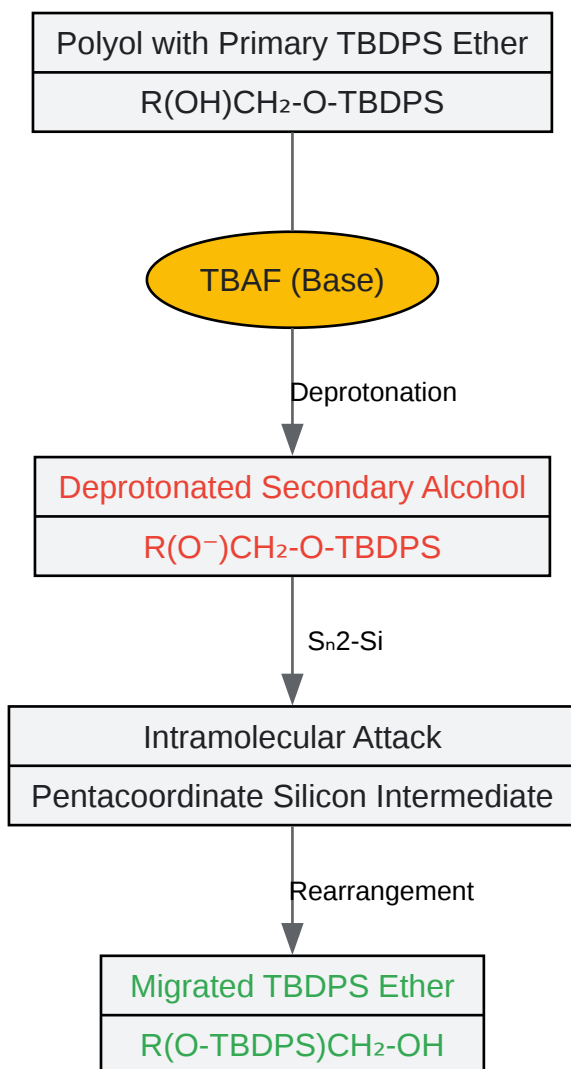 Polyol with Primary TBDPS Ether
R(OH)CH₂-O-TBDPS
TBAF (Base)
Deprotonation
Deprotonated Secondary Alcohol
R(O⁻)CH₂-O-TBDPS
Sₙ2-Si
Intramolecular Attack
Pentacoordinate Silicon Intermediate
Rearrangement
Migrated TBDPS Ether
R(O-TBDPS)CH₂-OH